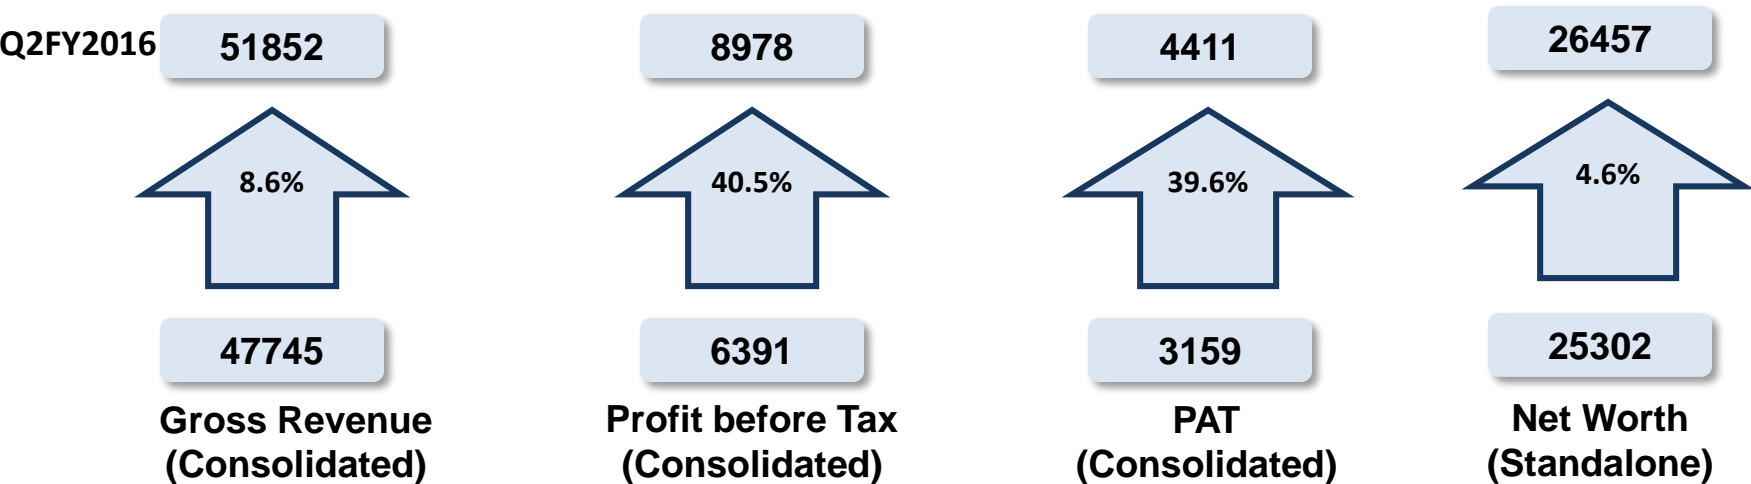 Q2FY2016 51852 8978 4411 26457
8.6% 40.5% 39.6% 4.6%
47745 6391 3159 25302
Gross Revenue Profit before Tax PAT Net Worth
(Consolidated) (Consolidated) (Consolidated) (Standalone)